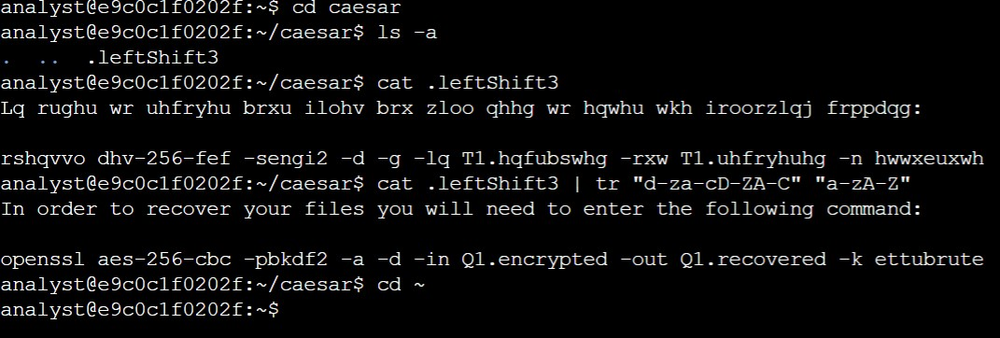 analyst@e9c0c1f0202f:~$ cd caesar
analyst@e9c0c1f0202f:~/caesar$ ls -a
.  ..  .leftShift3
analyst@e9c0c1f0202f:~/caesar$ cat .leftShift3
Lq rughu wr uhfryhu brxu ilohv brx zloo qhhg wr hqwhu wkh iroorzlqj frppdqg:
rshqvvo dhv-256-fef -sengi2 -d -g -lq T1.hqfubswhg -rxw T1.uhfryhuhg -n hwwxeuxwh
analyst@e9c0c1f0202f:~/caesar$ cat .leftShift3 | tr "d-za-cD-ZA-C" "a-zA-Z"
In order to recover your files you will need to enter the following command:
openssl aes-256-cbc -pbkdf2 -a -d -in Q1.encrypted -out Q1.recovered -k ettubrute
analyst@e9c0c1f0202f:~/caesar$ cd ~
analyst@e9c0c1f0202f:~$